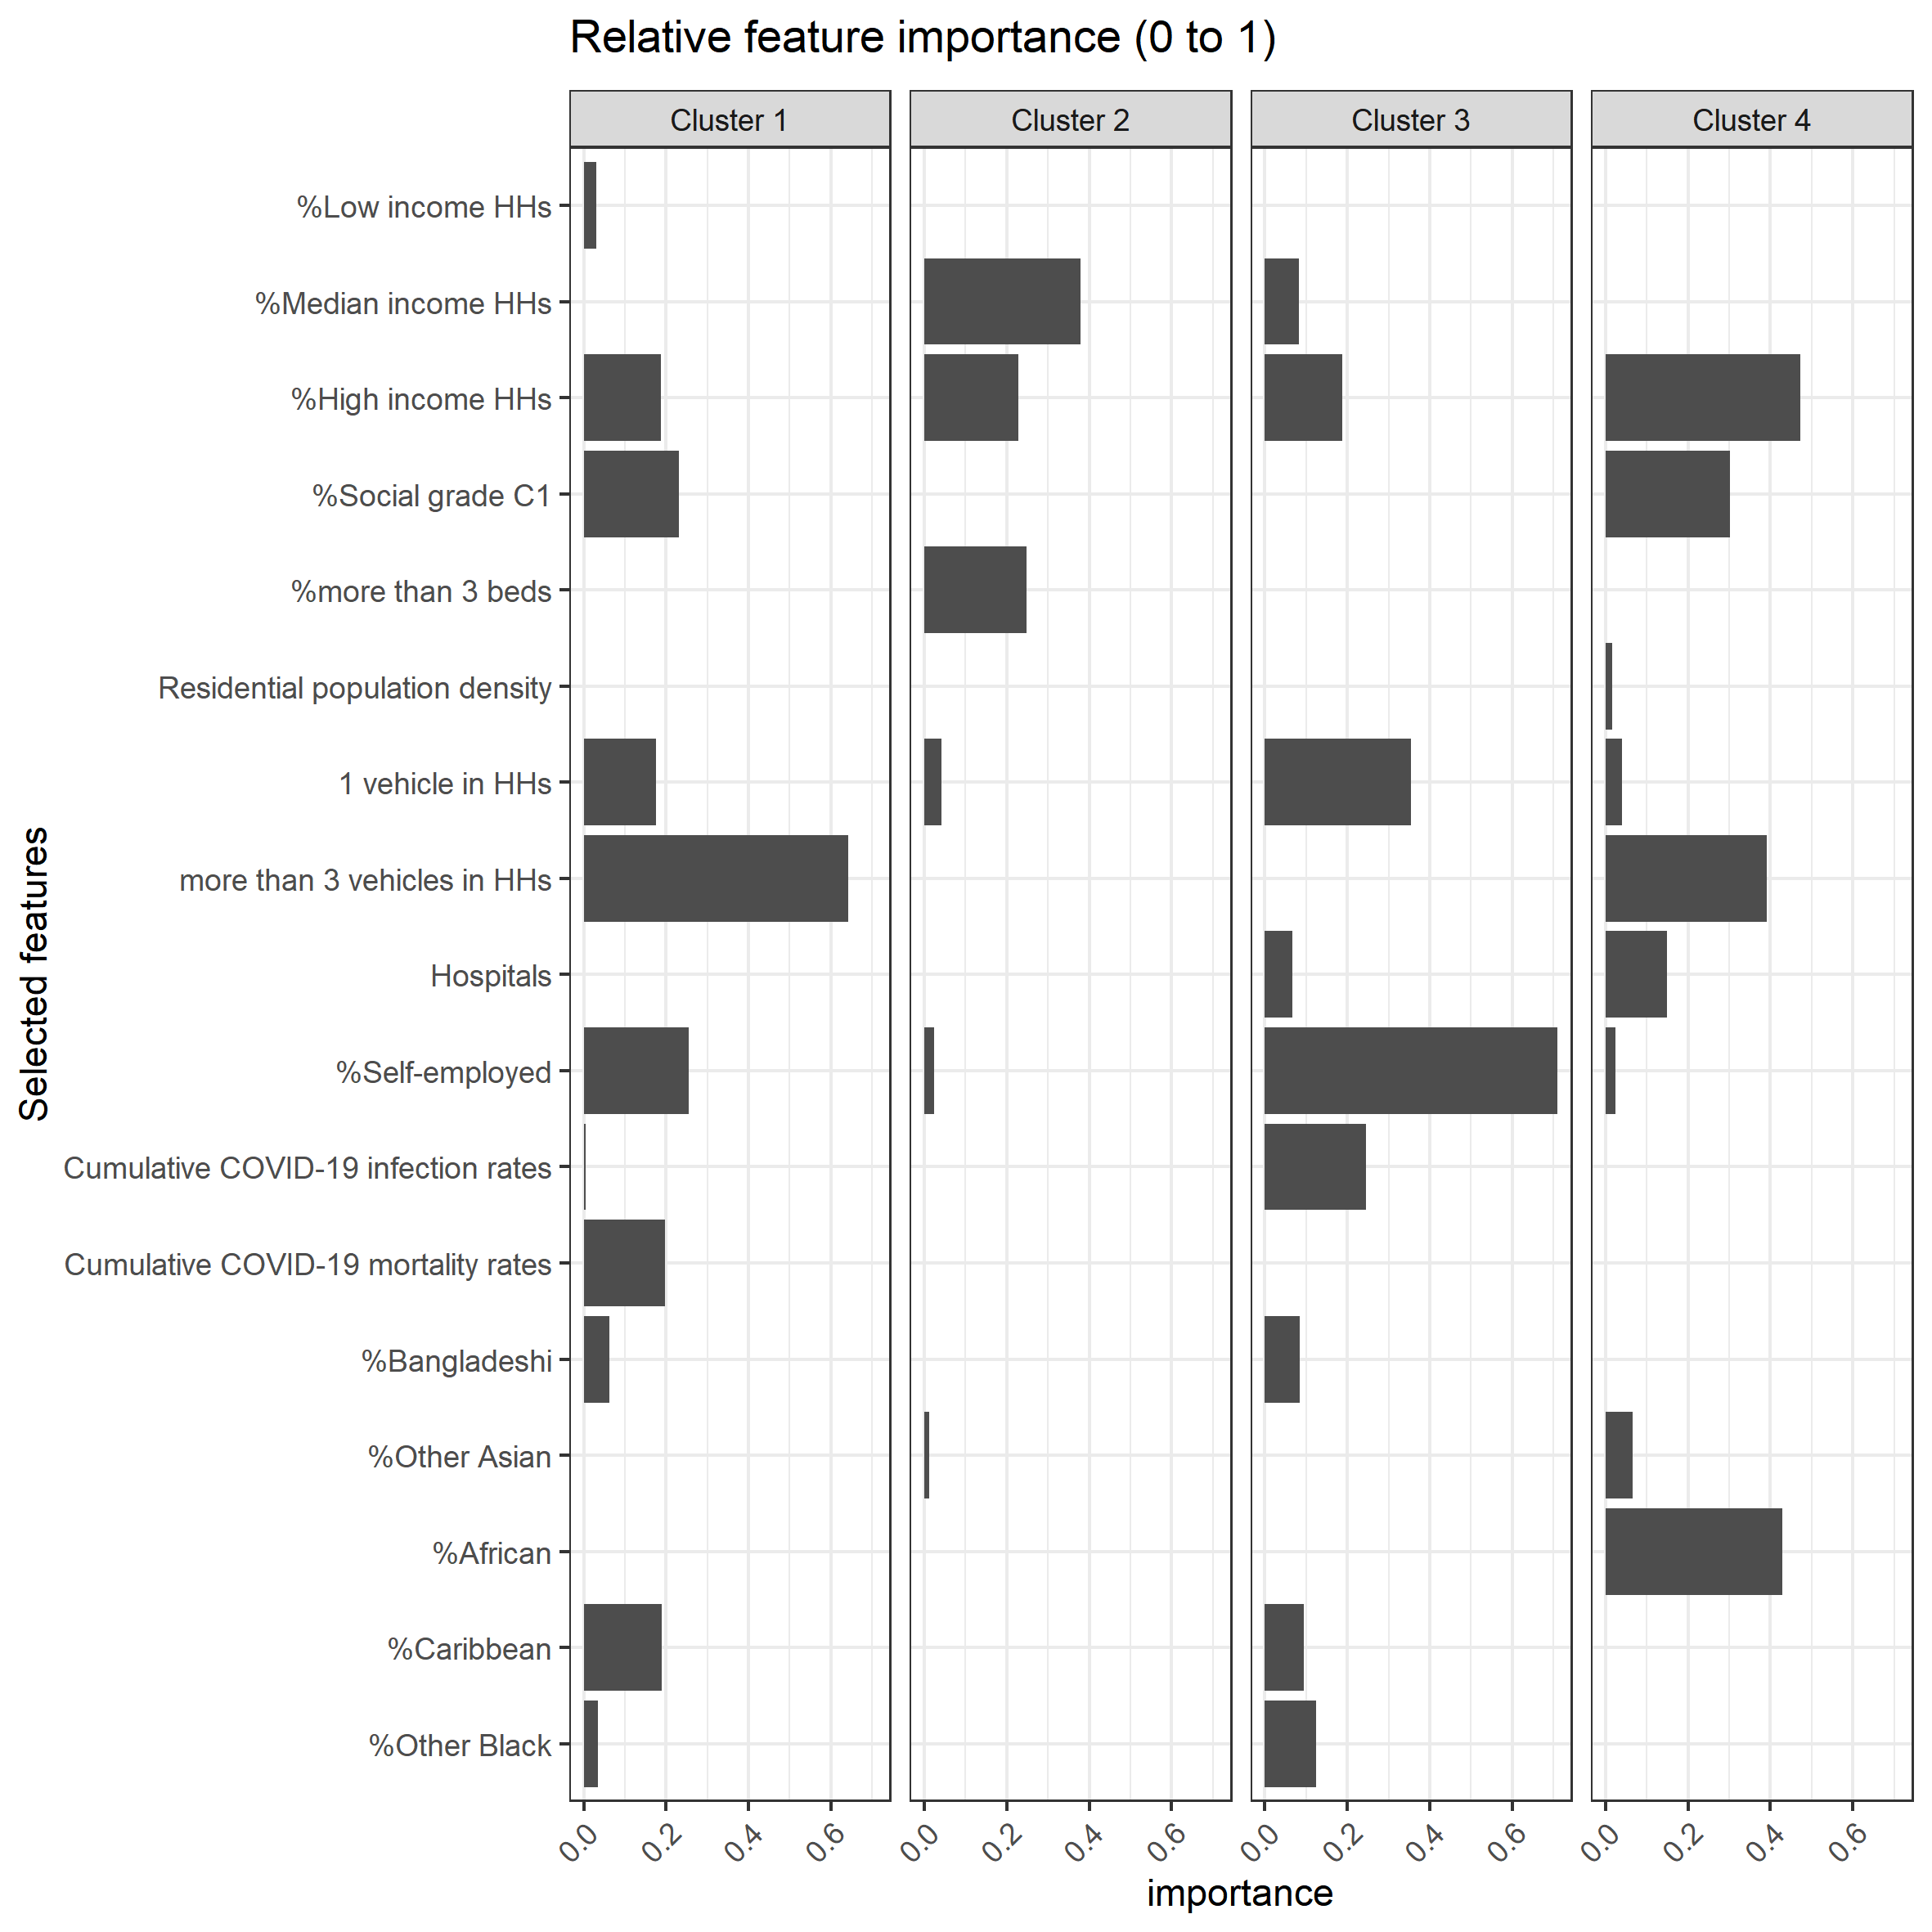 Relative feature importance (0 to 1)
Cluster 1
Cluster 2
Cluster 3
Cluster 4
Selected features
%Low income HHs
%Median income HHs
%High income HHs
%Social grade C1
%more than 3 beds
Residential population density
1 vehicle in HHs
more than 3 vehicles in HHs
Hospitals
%Self-employed
Cumulative COVID-19 infection rates
Cumulative COVID-19 mortality rates
%Bangladeshi
%Other Asian
%African
%Caribbean
%Other Black
0.0 0.2 0.4 0.6
0.0 0.2 0.4 0.6
0.0 0.2 0.4 0.6
0.0 0.2 0.4 0.6
importance